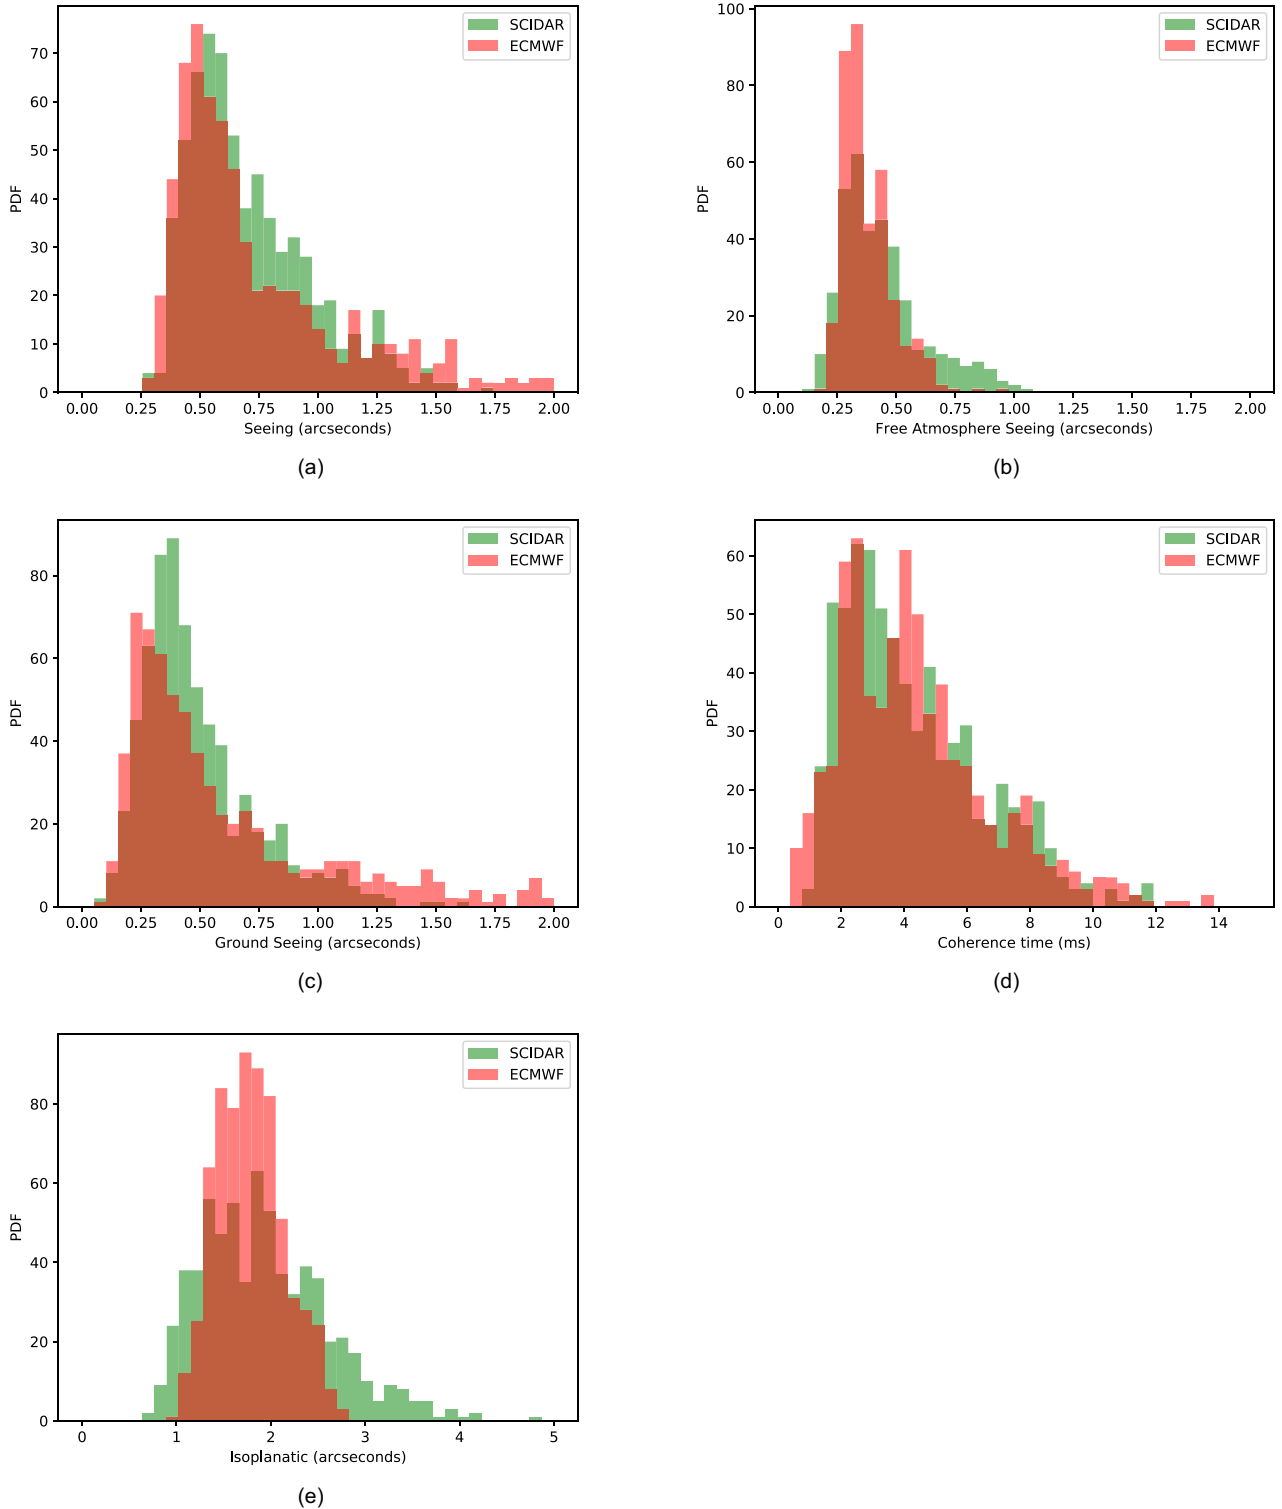 SCIDAR
ECMWF
PDF
0
10
20
30
40
50
60
70
0.00 0.25 0.50 0.75 1.00 1.25 1.50 1.75 2.00
Seeing (arcseconds)
(a)
SCIDAR
ECMWF
PDF
0
20
40
60
80
100
0.00 0.25 0.50 0.75 1.00 1.25 1.50 1.75 2.00
Free Atmosphere Seeing (arcseconds)
(b)
SCIDAR
ECMWF
PDF
0
20
40
60
80
0.00 0.25 0.50 0.75 1.00 1.25 1.50 1.75 2.00
Ground Seeing (arcseconds)
(c)
SCIDAR
ECMWF
PDF
0
10
20
30
40
50
60
0 2 4 6 8 10 12 14
Coherence time (ms)
(d)
SCIDAR
ECMWF
PDF
0
20
40
60
80
0 1 2 3 4 5
Isoplanatic (arcseconds)
(e)